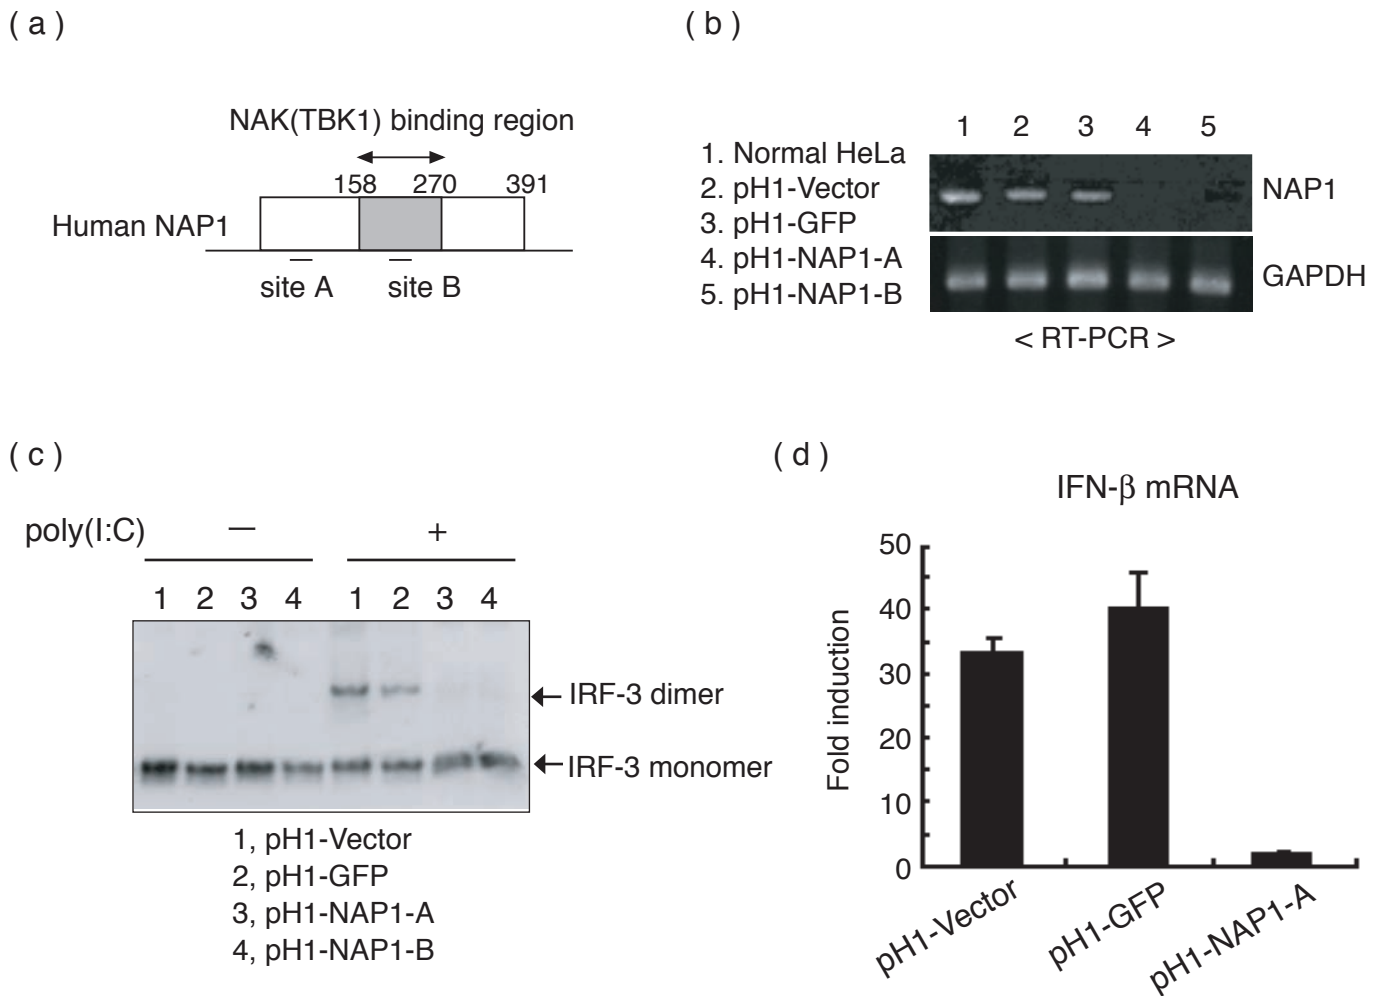 ( a )
NAK(TBK1) binding region
158 270 391
Human NAP1
site A site B
( b )
1 2 3 4 5
1. Normal HeLa
2. pH1-Vector
3. pH1-GFP
4. pH1-NAP1-A
5. pH1-NAP1-B
NAP1
GAPDH
< RT-PCR >
( c )
poly(I:C) — +
1 2 3 4 1 2 3 4
IRF-3 dimer
IRF-3 monomer
1, pH1-Vector
2, pH1-GFP
3, pH1-NAP1-A
4, pH1-NAP1-B
( d )
IFN-β mRNA
Fold induction
50
40
30
20
10
0
pH1-Vector
pH1-GFP
pH1-NAP1-A